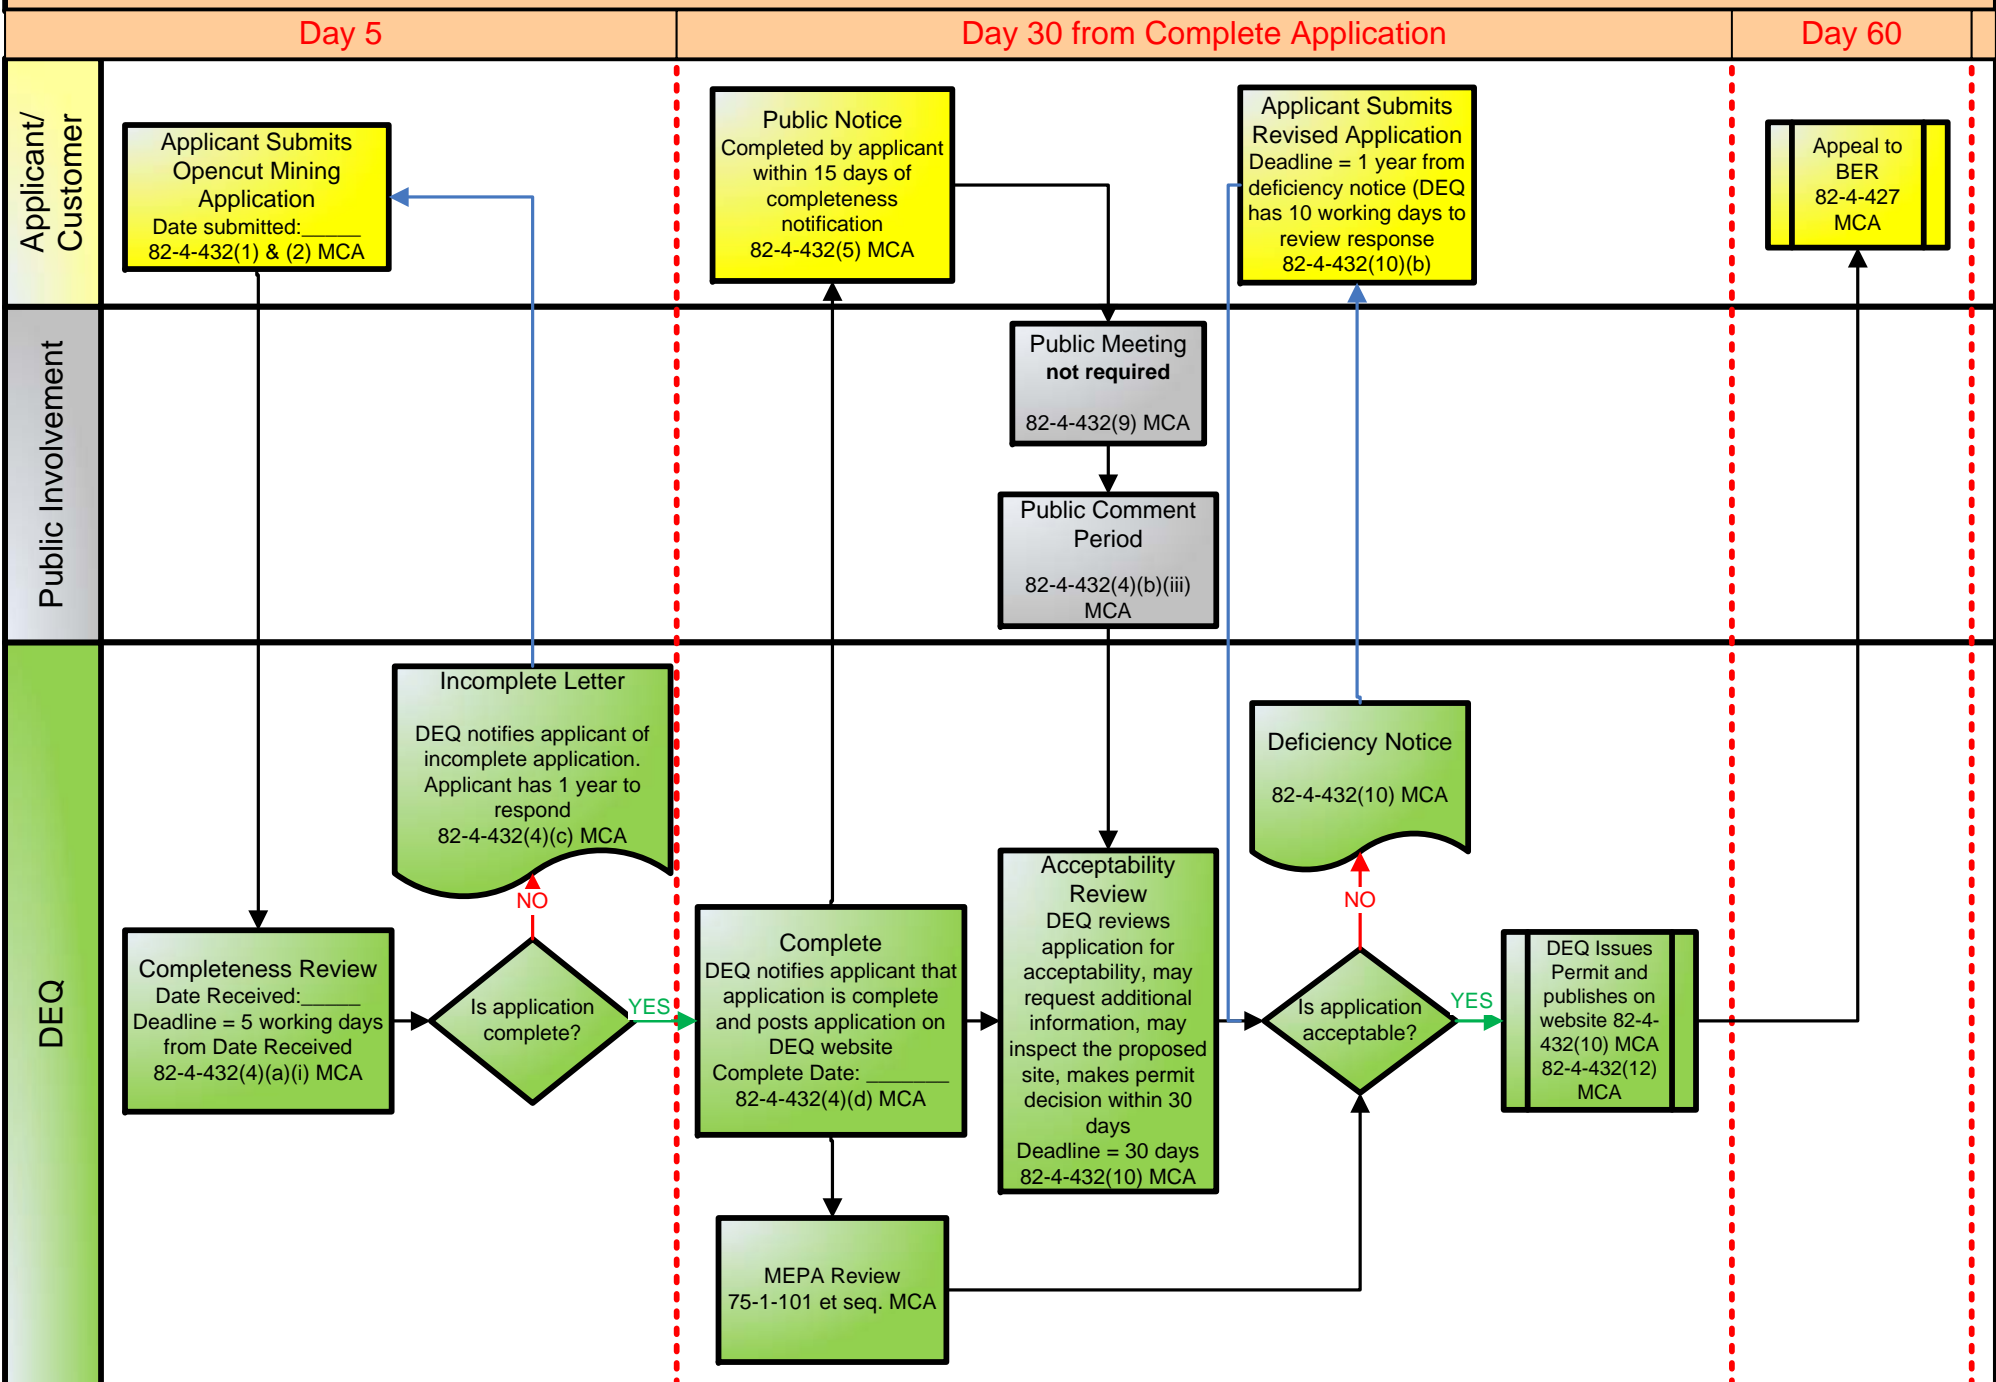 Day 5
Day 30 from Complete Application
Day 60
Applicant/
Customer
Applicant Submits
Opencut Mining
Application
Date submitted:_____
82-4-432(1) & (2) MCA
Public Notice
Completed by applicant
within 15 days of
completeness
notification
82-4-432(5) MCA
Applicant Submits
Revised Application
Deadline = 1 year from
deficiency notice (DEQ
has 10 working days to
review response
82-4-432(10)(b)
Appeal to
BER
82-4-427
MCA
Public Involvement
Public Meeting
not required
82-4-432(9) MCA
Public Comment
Period
82-4-432(4)(b)(iii)
MCA
DEQ
Incomplete Letter
DEQ notifies applicant of
incomplete application.
Applicant has 1 year to
respond
82-4-432(4)(c) MCA
NO
Completeness Review
Date Received:_____
Deadline = 5 working days
from Date Received
82-4-432(4)(a)(i) MCA
Is application
complete?
YES
Complete
DEQ notifies applicant that
application is complete
and posts application on
DEQ website
Complete Date: _______
82-4-432(4)(d) MCA
Acceptability
Review
DEQ reviews
application for
acceptability, may
request additional
information, may
inspect the proposed
site, makes permit
decision within 30
days
Deadline = 30 days
82-4-432(10) MCA
Deficiency Notice
82-4-432(10) MCA
NO
Is application
acceptable?
YES
DEQ Issues
Permit and
publishes on
website 82-4-
432(10) MCA
82-4-432(12)
MCA
MEPA Review
75-1-101 et seq. MCA